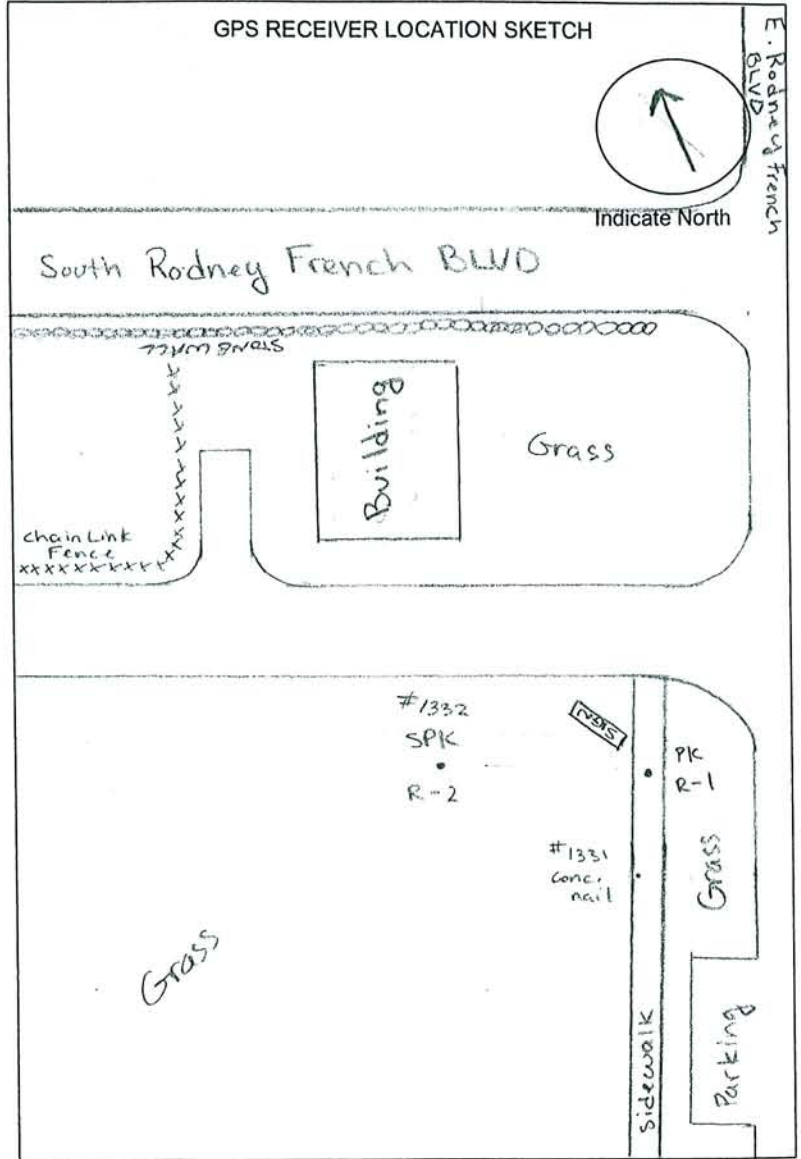 GPS RECEIVER LOCATION SKETCH
E. Rodney French
BLVD
Indicate North
South Rodney French BLVD
STONE WALL
Building
Grass
Chain Link
Fence
xxxxxxxxxxx
#1332
SPK
R-2
SIGN
PK
R-1
#1331
conc.
nail
Grass
Grass
Sidewalk
Parking